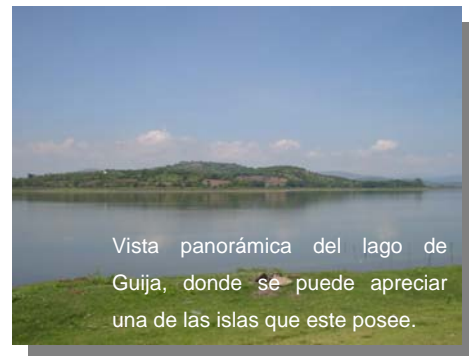 Vista panorámica del lago de
Guija, donde se puede apreciar
una de las islas que este posee.